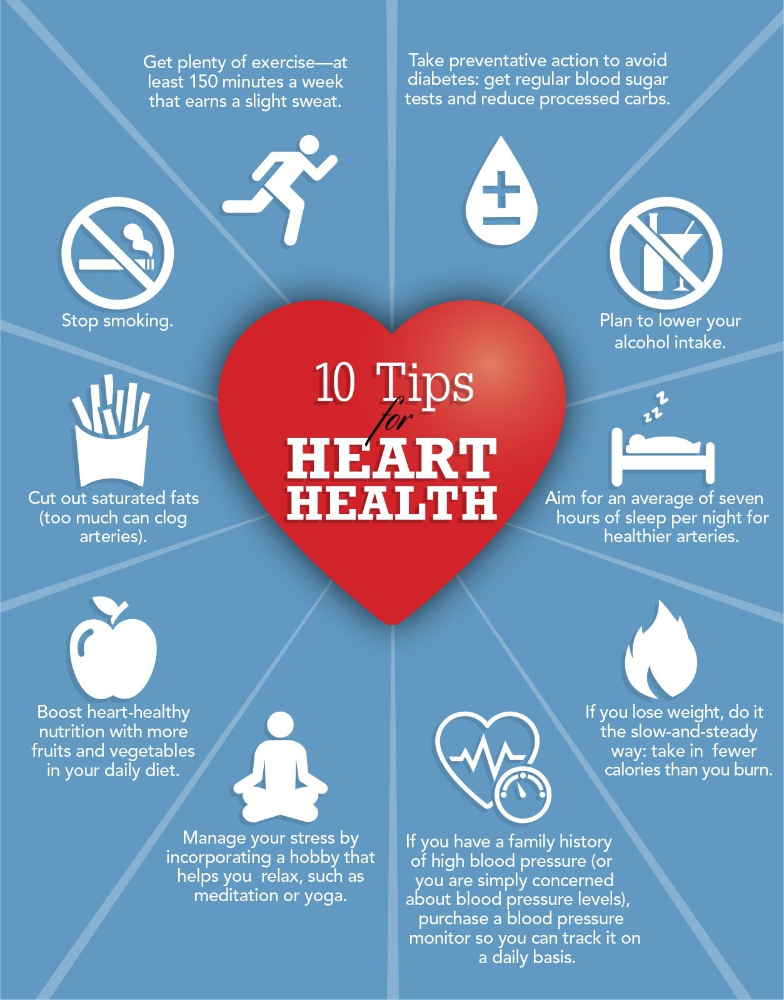 Get plenty of exercise—at
least 150 minutes a week
that earns a slight sweat.
Take preventative action to avoid
diabetes: get regular blood sugar
tests and reduce processed carbs.
Stop smoking.
Plan to lower your
alcohol intake.
10 Tips
for
HEART
HEALTH
zzz
Cut out saturated fats
(too much can clog
arteries).
Aim for an average of seven
hours of sleep per night for
healthier arteries.
Boost heart-healthy
nutrition with more
fruits and vegetables
in your daily diet.
If you lose weight, do it
the slow-and-steady
way: take in fewer
calories than you burn.
Manage your stress by
incorporating a hobby that
helps you relax, such as
meditation or yoga.
If you have a family history
of high blood pressure (or
you are simply concerned
about blood pressure levels),
purchase a blood pressure
monitor so you can track it on
a daily basis.